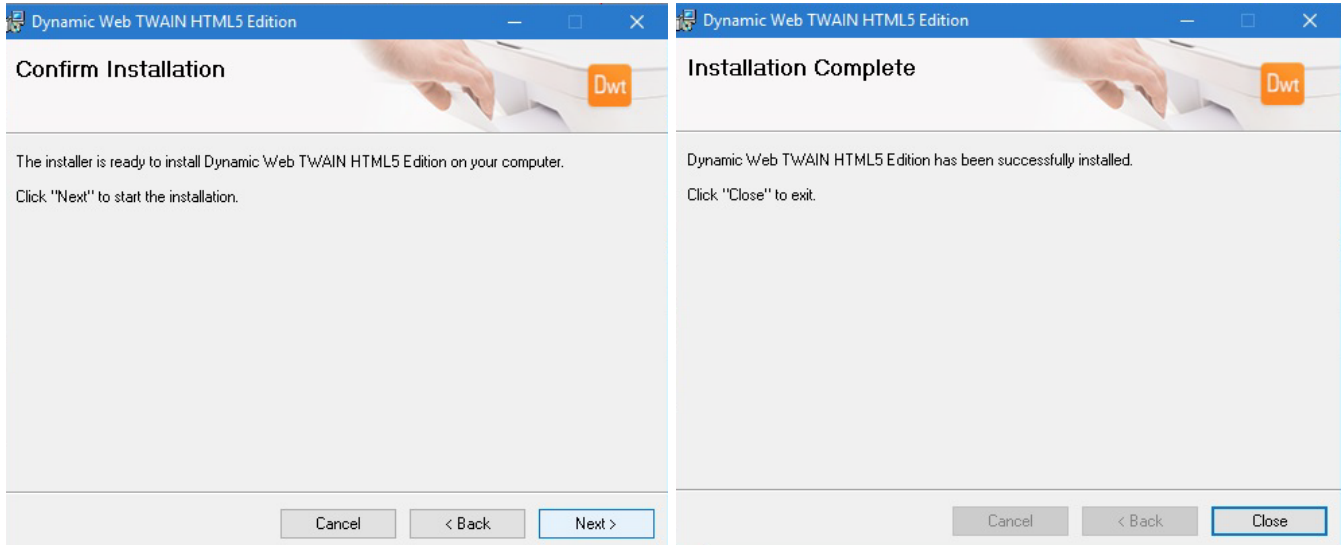 Dynamic Web TWAIN HTML5 Edition
Confirm Installation
Dwt
The installer is ready to install Dynamic Web TWAIN HTML5 Edition on your computer.
Click "Next" to start the installation.
Cancel
< Back
Next >
Dynamic Web TWAIN HTML5 Edition
Installation Complete
Dwt
Dynamic Web TWAIN HTML5 Edition has been successfully installed.
Click "Close" to exit.
Cancel
< Back
Close